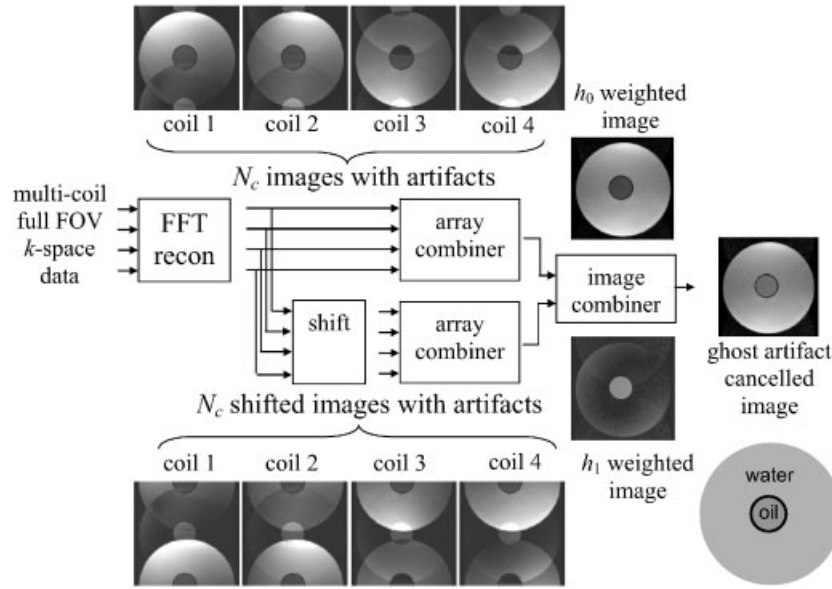 coil 1 coil 2 coil 3 coil 4
h₀ weighted
image
N_c images with artifacts
multi-coil
full FOV
k-space
data
FFT
recon
array
combiner
shift
array
combiner
image
combiner
ghost artifact
cancelled
image
N_c shifted images with artifacts
coil 1 coil 2 coil 3 coil 4
h₁ weighted
image
water
oil